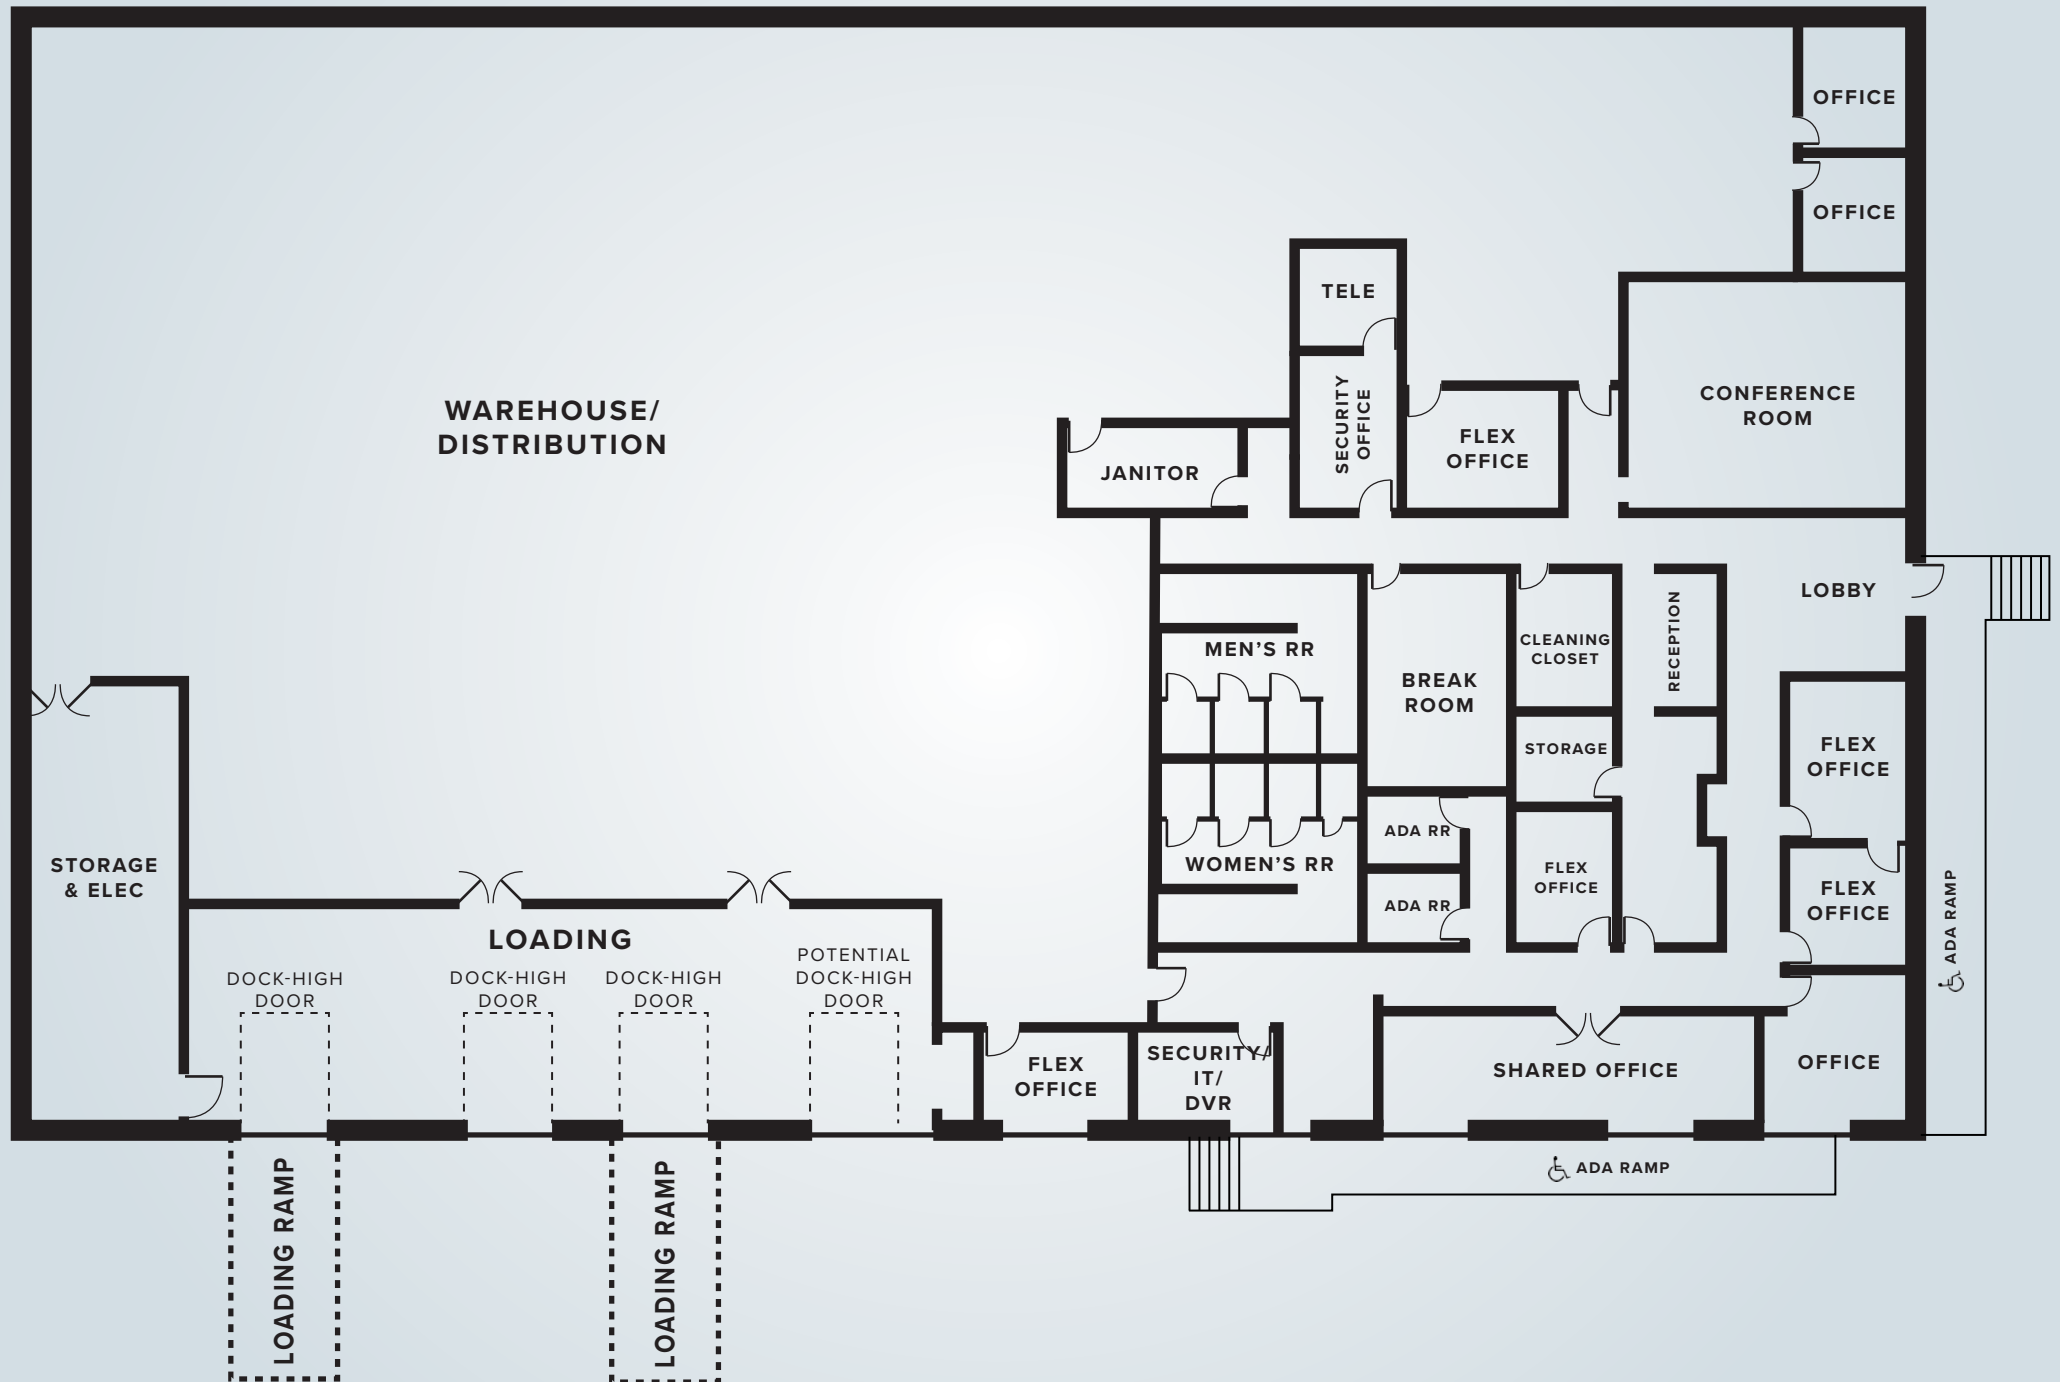 OFFICE
OFFICE
TELE
SECURITY
OFFICE
FLEX
OFFICE
CONFERENCE
ROOM
WAREHOUSE/
DISTRIBUTION
JANITOR
LOBBY
MEN’S RR
BREAK
ROOM
CLEANING
CLOSET
RECEPTION
STORAGE
FLEX
OFFICE
STORAGE
& ELEC
ADA RR
WOMEN’S RR
ADA RR
FLEX
OFFICE
FLEX
OFFICE
ADA RAMP
LOADING
DOCK-HIGH
DOOR
DOCK-HIGH
DOOR
DOCK-HIGH
DOOR
POTENTIAL
DOCK-HIGH
DOOR
FLEX
OFFICE
SECURITY/
IT/
DVR
SHARED OFFICE
OFFICE
ADA RAMP
LOADING RAMP
LOADING RAMP